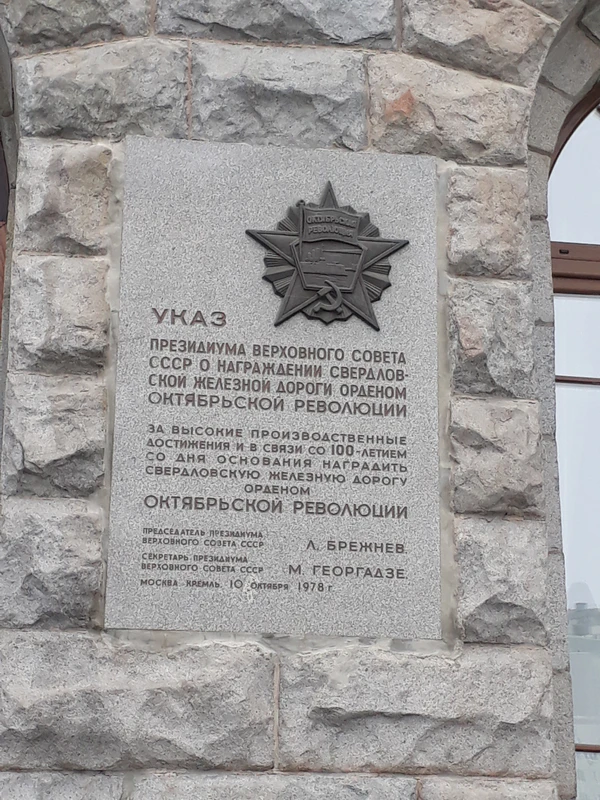 ОКТЯБРЬСКАЯ
РЕВОЛЮЦИЯ
УКАЗ
ПРЕЗИДИУМА ВЕРХОВНОГО СОВЕТА
СССР О НАГРАЖДЕНИИ СВЕРДЛОВ-
СКОЙ ЖЕЛЕЗНОЙ ДОРОГИ ОРДЕНОМ
ОКТЯБРЬСКОЙ РЕВОЛЮЦИИ
ЗА ВЫСОКИЕ ПРОИЗВОДСТВЕННЫЕ
ДОСТИЖЕНИЯ И В СВЯЗИ СО 100-ЛЕТИЕМ
СО ДНЯ ОСНОВАНИЯ НАГРАДИТЬ
СВЕРДЛОВСКУЮ ЖЕЛЕЗНУЮ ДОРОГУ
ОРДЕНОМ
ОКТЯБРЬСКОЙ РЕВОЛЮЦИИ
ПРЕДСЕДАТЕЛЬ ПРЕЗИДИУМА
ВЕРХОВНОГО СОВЕТА СССР Л. БРЕЖНЕВ
СЕКРЕТАРЬ ПРЕЗИДИУМА
ВЕРХОВНОГО СОВЕТА СССР М. ГЕОРГАДЗЕ
МОСКВА - КРЕМЛЬ. 10 ОКТЯБРЯ 1978 г.